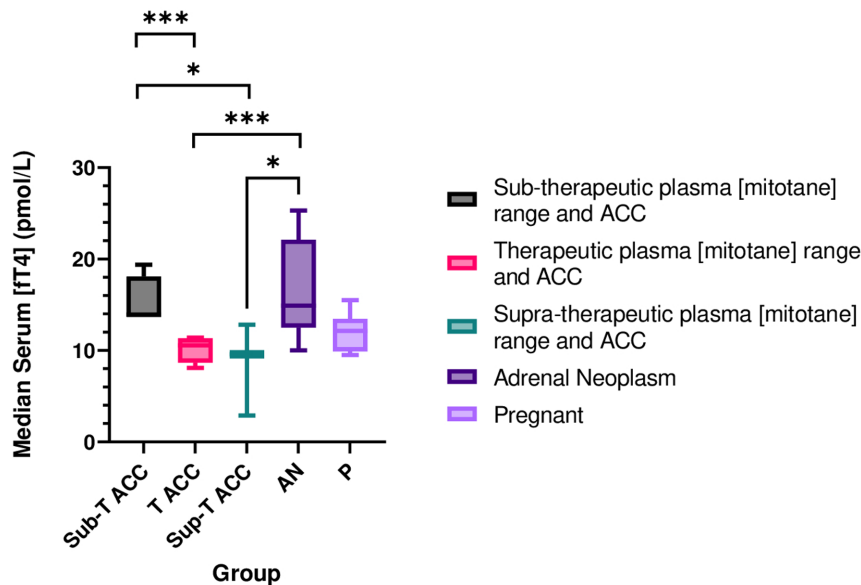 ***
*
***
*
Median Serum [fT4] (pmol/L)
30
20
10
0
Sub-T ACC
T ACC
Sup-T ACC
AN
P
Group
Sub-therapeutic plasma [mitotane]
range and ACC
Therapeutic plasma [mitotane] range
and ACC
Supra-therapeutic plasma [mitotane]
range and ACC
Adrenal Neoplasm
Pregnant